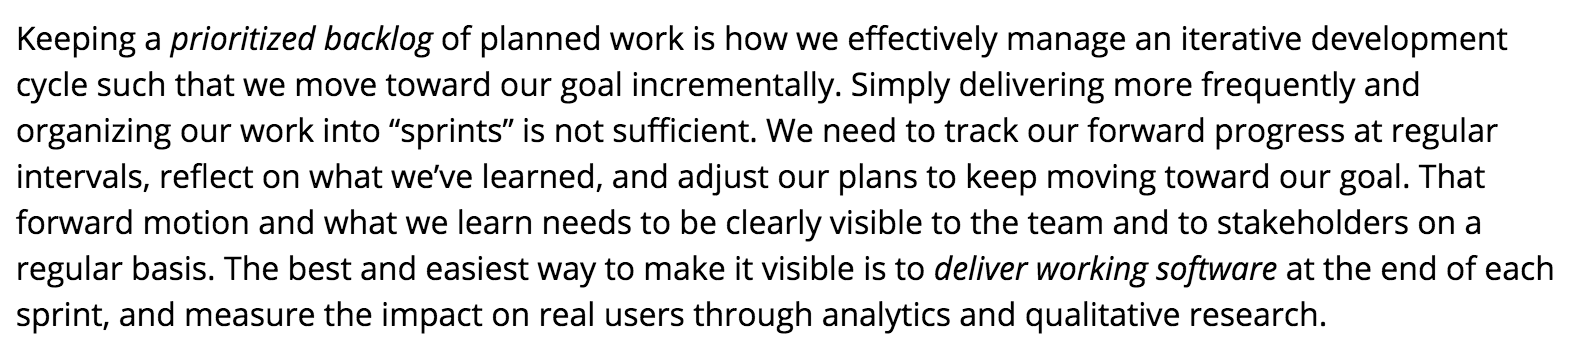 Keeping a prioritized backlog of planned work is how we effectively manage an iterative development
cycle such that we move toward our goal incrementally. Simply delivering more frequently and
organizing our work into “sprints” is not sufficient. We need to track our forward progress at regular
intervals, reflect on what we’ve learned, and adjust our plans to keep moving toward our goal. That
forward motion and what we learn needs to be clearly visible to the team and to stakeholders on a
regular basis. The best and easiest way to make it visible is to deliver working software at the end of each
sprint, and measure the impact on real users through analytics and qualitative research.